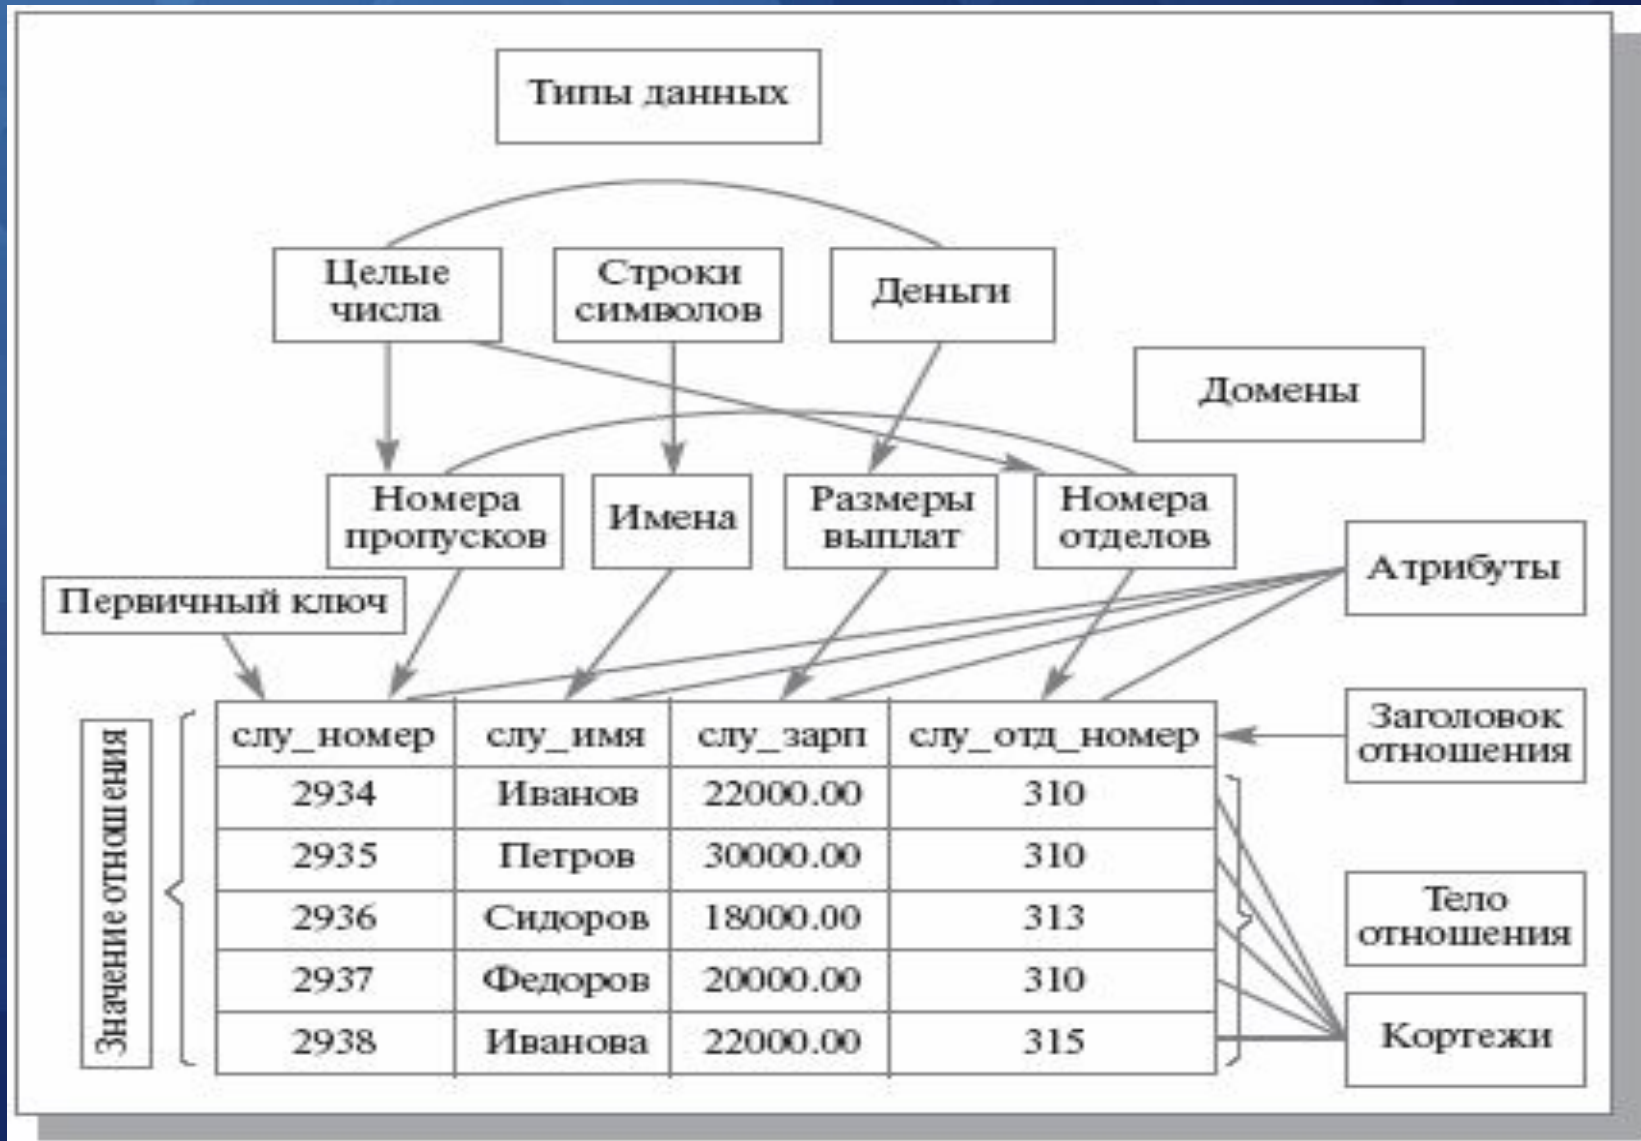 Типы данных
Целые
числа
Строки
символов
Деньги
Домены
Номера
пропусков
Имена
Размеры
выплат
Номера
отделов
Атрибуты
Первичный ключ
Значение отношения
слу_номер слу_имя слу_зарп слу_отд_номер
Заголовок
отношения
2934 Иванов 22000.00 310
2935 Петров 30000.00 310
2936 Сидоров 18000.00 313
2937 Федоров 20000.00 310
2938 Иванова 22000.00 315
Тело
отношения
Кортежи